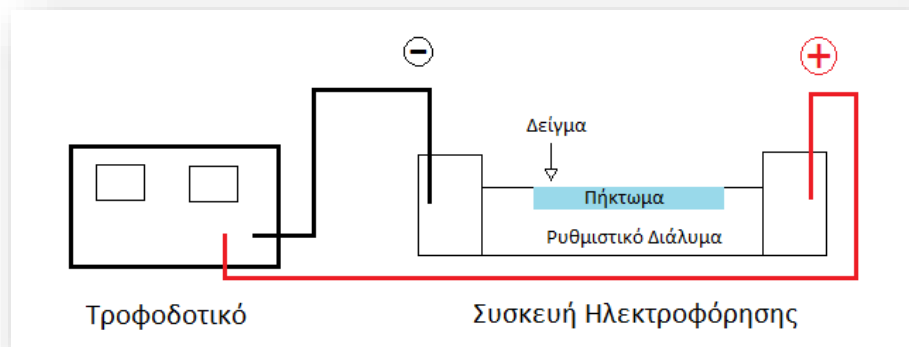 −
+
Δείγμα
Πήκτωμα
Ρυθμιστικό Διάλυμα
Τροφοδοτικό
Συσκευή Ηλεκτροφόρησης